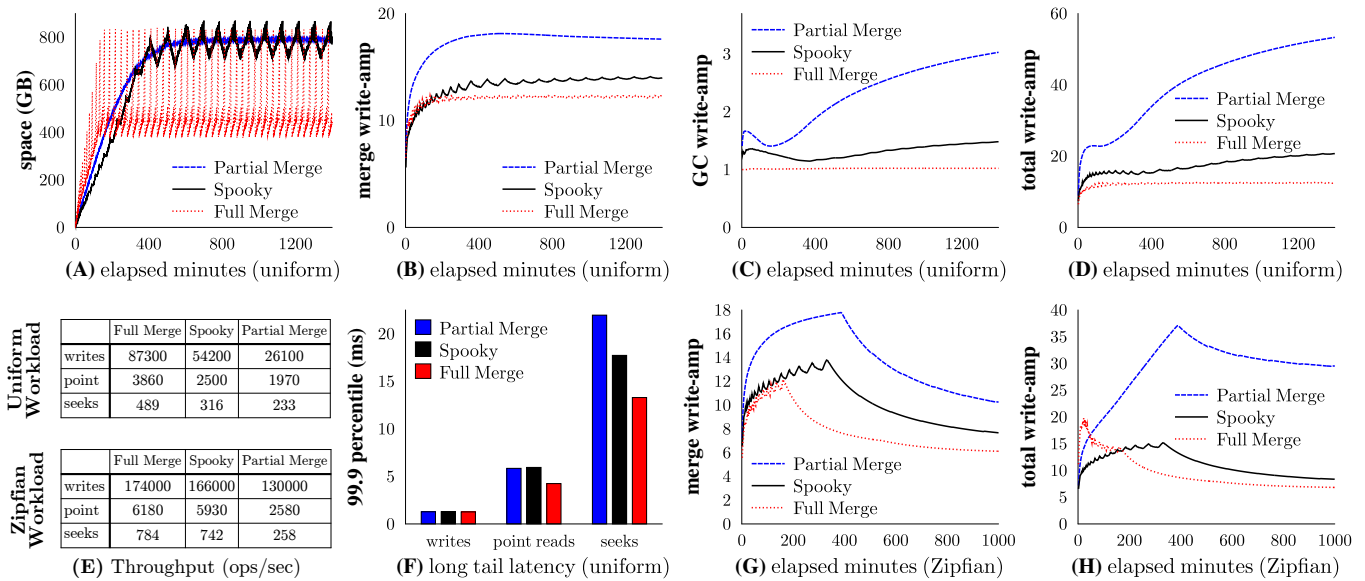 space (GB)
800
600
400
200
0
Partial Merge
Spooky
Full Merge
0 400 800 1200
(A) elapsed minutes (uniform)
merge write-amp
20
10
0
Partial Merge
Spooky
Full Merge
0 400 800 1200
(B) elapsed minutes (uniform)
GC write-amp
3
2
1
0
Partial Merge
Spooky
Full Merge
0 400 800 1200
(C) elapsed minutes (uniform)
total write-amp
60
40
20
0
Partial Merge
Spooky
Full Merge
0 400 800 1200
(D) elapsed minutes (uniform)
Uniform
Workload
Full Merge Spooky Partial Merge
writes 87300 54200 26100
point 3860 2500 1970
seeks 489 316 233
Zipfian
Workload
Full Merge Spooky Partial Merge
writes 174000 166000 130000
point 6180 5930 2580
seeks 784 742 258
(E) Throughput (ops/sec)
99.9 percentile (ms)
20
15
10
5
0
Partial Merge
Spooky
Full Merge
writes point reads seeks
(F) long tail latency (uniform)
merge write-amp
18
16
14
12
10
8
6
4
2
0
Partial Merge
Spooky
Full Merge
0 200 400 600 800 1000
(G) elapsed minutes (Zipfian)
total write-amp
40
35
30
25
20
15
10
5
0
Partial Merge
Spooky
Full Merge
0 200 400 600 800 1000
(H) elapsed minutes (Zipfian)